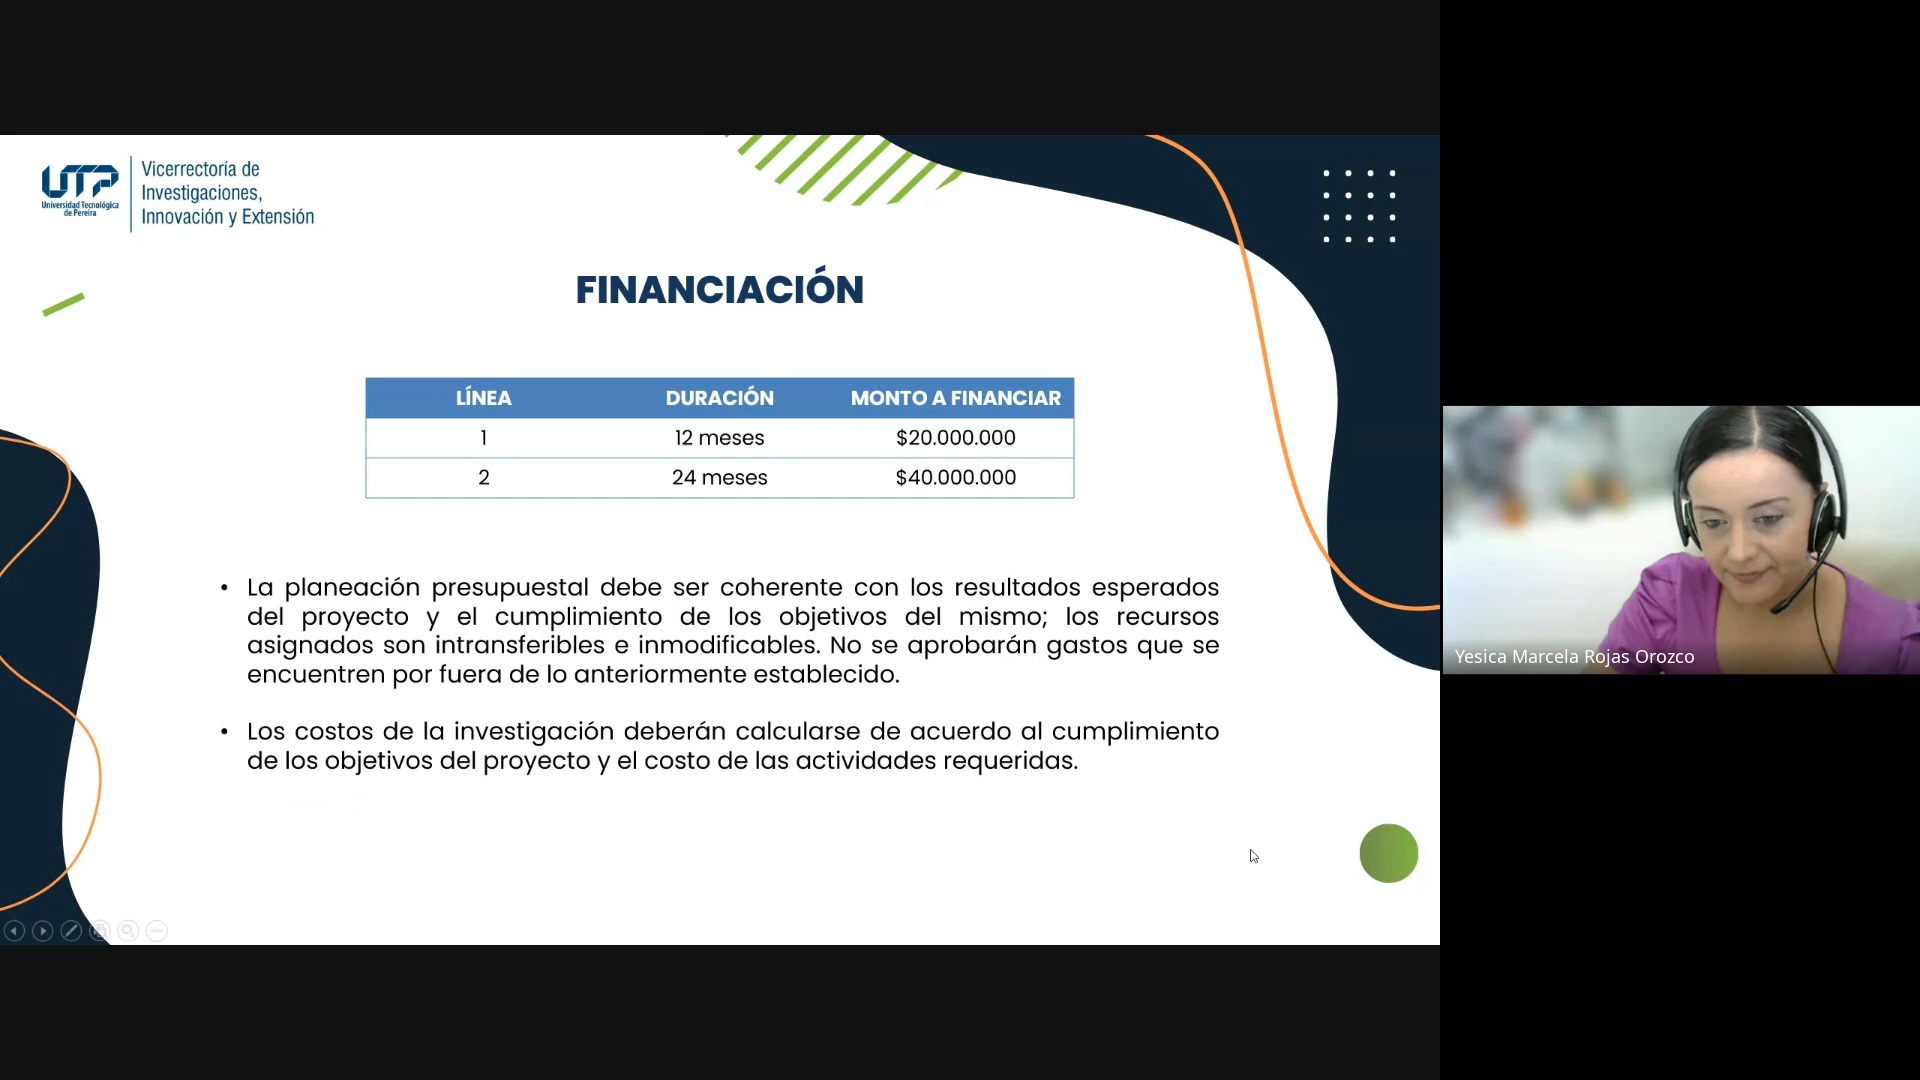 UTP
Universidad Tecnológica
de Pereira
Vicerrectoría de
Investigaciones,
Innovación y Extensión
FINANCIACIÓN
LÍNEA DURACIÓN MONTO A FINANCIAR
1 12 meses $20.000.000
2 24 meses $40.000.000
• La planeación presupuestal debe ser coherente con los resultados esperados
del proyecto y el cumplimiento de los objetivos del mismo; los recursos
asignados son intransferibles e inmodificables. No se aprobarán gastos que se
encuentren por fuera de lo anteriormente establecido.
• Los costos de la investigación deberán calcularse de acuerdo al cumplimiento
de los objetivos del proyecto y el costo de las actividades requeridas.
Yesica Marcela Rojas Orozco